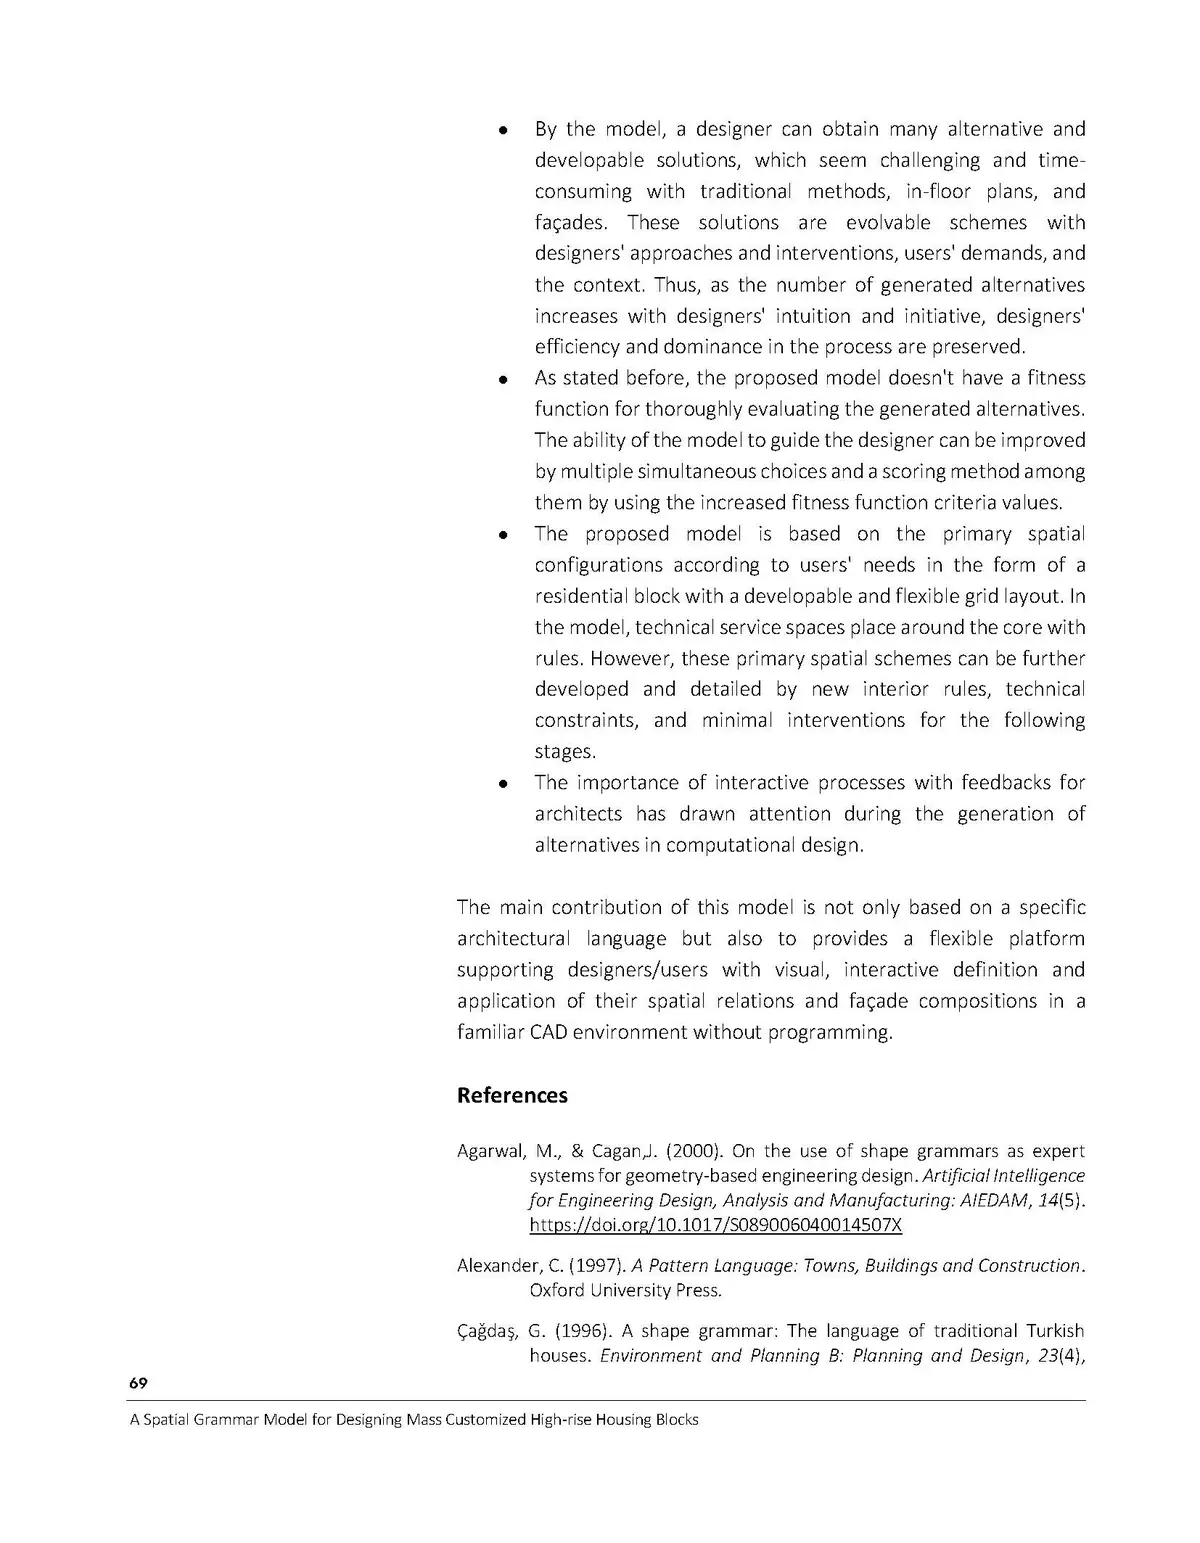 ● By the model, a designer can obtain many alternative and
developable solutions, which seem challenging and time-
consuming with traditional methods, in-floor plans, and
façades. These solutions are evolvable schemes with
designers' approaches and interventions, users' demands, and
the context. Thus, as the number of generated alternatives
increases with designers' intuition and initiative, designers'
efficiency and dominance in the process are preserved.
● As stated before, the proposed model doesn't have a fitness
function for thoroughly evaluating the generated alternatives.
The ability of the model to guide the designer can be improved
by multiple simultaneous choices and a scoring method among
them by using the increased fitness function criteria values.
● The proposed model is based on the primary spatial
configurations according to users' needs in the form of a
residential block with a developable and flexible grid layout. In
the model, technical service spaces place around the core with
rules. However, these primary spatial schemes can be further
developed and detailed by new interior rules, technical
constraints, and minimal interventions for the following
stages.
● The importance of interactive processes with feedbacks for
architects has drawn attention during the generation of
alternatives in computational design.
The main contribution of this model is not only based on a specific
architectural language but also to provides a flexible platform
supporting designers/users with visual, interactive definition and
application of their spatial relations and façade compositions in a
familiar CAD environment without programming.
References
Agarwal, M., & Cagan,J. (2000). On the use of shape grammars as expert
systems for geometry-based engineering design. Artificial Intelligence
for Engineering Design, Analysis and Manufacturing: AIEDAM, 14(5).
https://doi.org/10.1017/S089006040014507X
Alexander, C. (1997). A Pattern Language: Towns, Buildings and Construction.
Oxford University Press.
Çağdaş, G. (1996). A shape grammar: The language of traditional Turkish
houses. Environment and Planning B: Planning and Design, 23(4),
69
A Spatial Grammar Model for Designing Mass Customized High-rise Housing Blocks